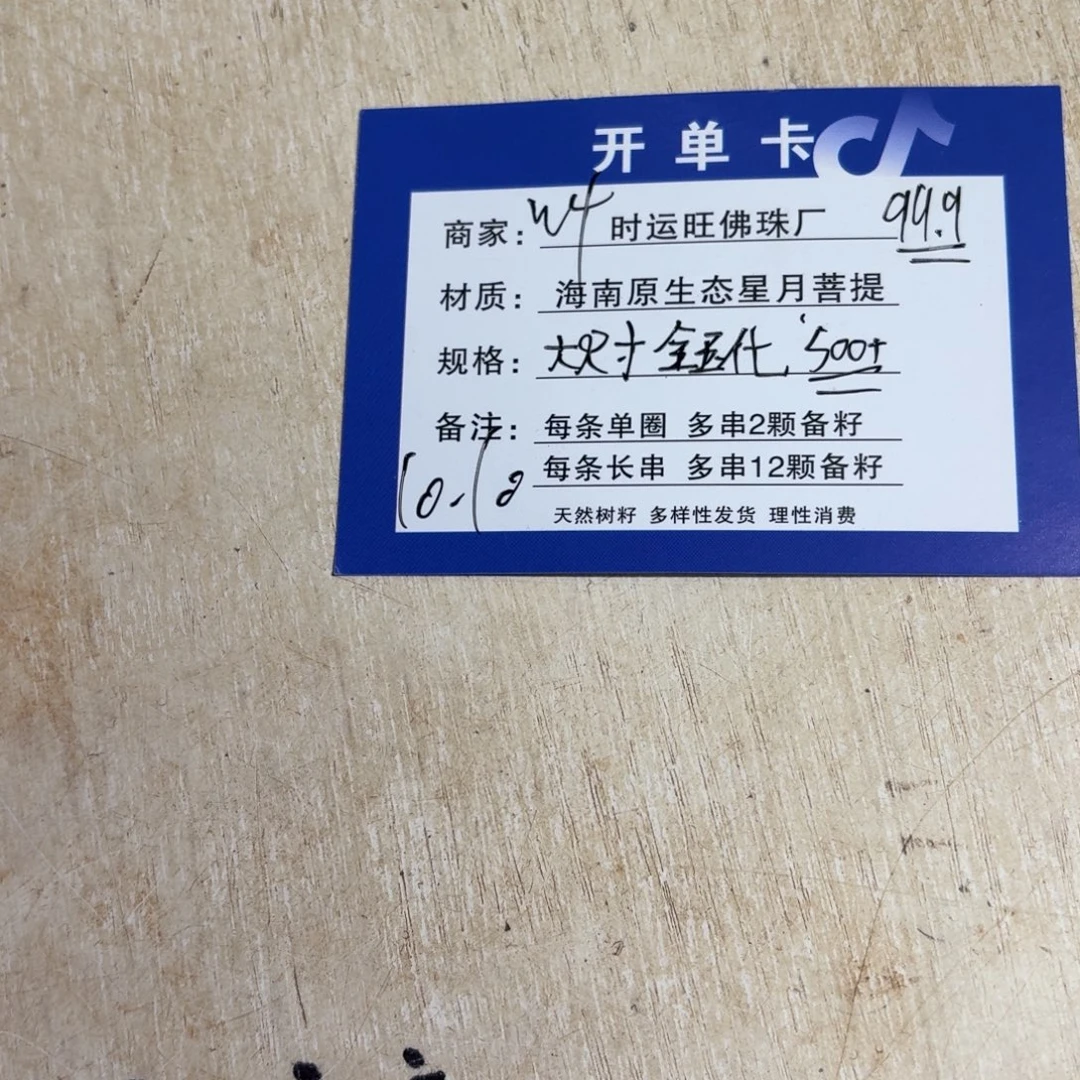 开单卡
商家: W4 时运旺佛珠厂 99.9
材质: 海南原生态星月菩提
规格: 大尺寸 全五代, 500+
备注: 每条单圈 多串2颗备籽
每条长串 多串12颗备籽
10.12
天然树籽 多样性发货 理性消费